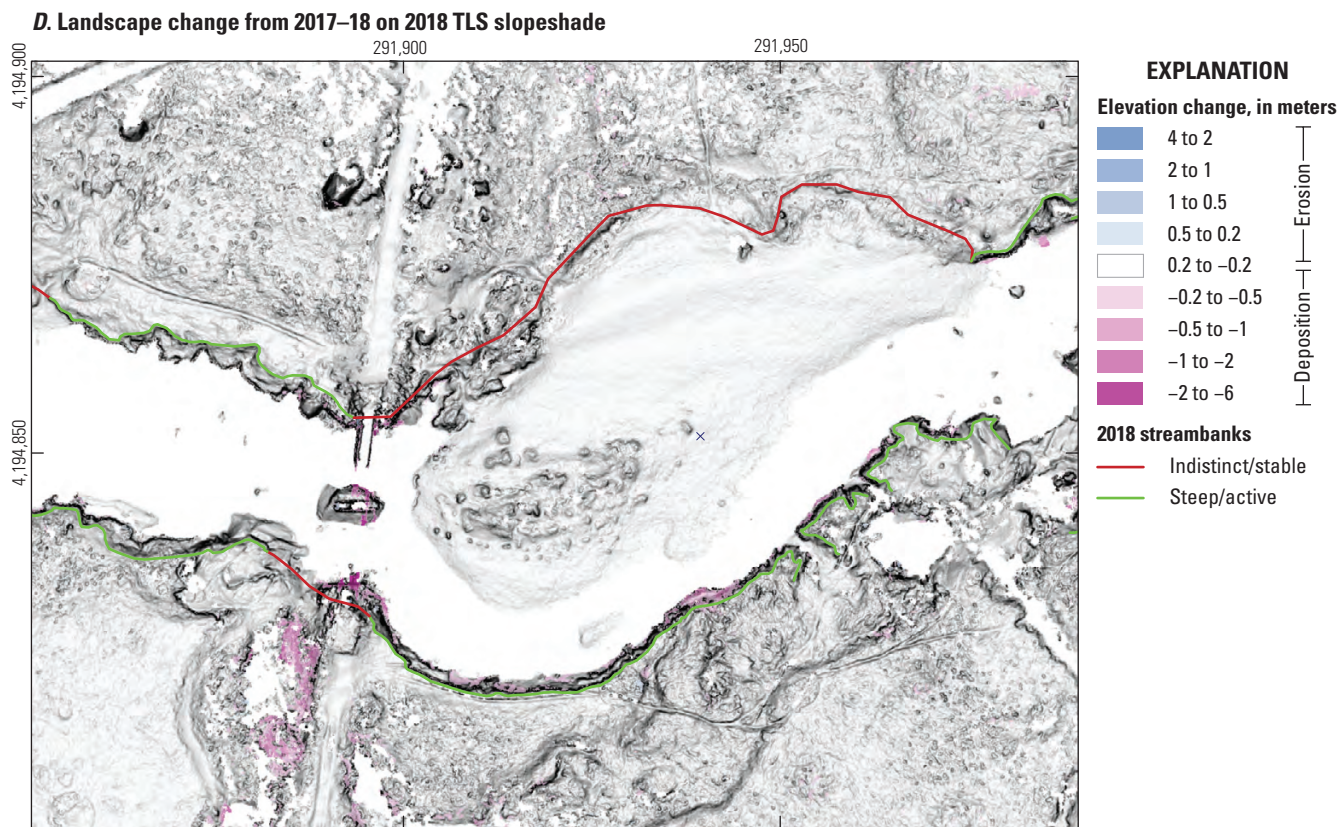 D. Landscape change from 2017–18 on 2018 TLS slopeshade
291,900
291,950
4,194,900
4,194,850
EXPLANATION
Elevation change, in meters
4 to 2
2 to 1
1 to 0.5
0.5 to 0.2
0.2 to −0.2
−0.2 to −0.5
−0.5 to −1
−1 to −2
−2 to −6
Erosion
Deposition
2018 streambanks
Indistinct/stable
Steep/active